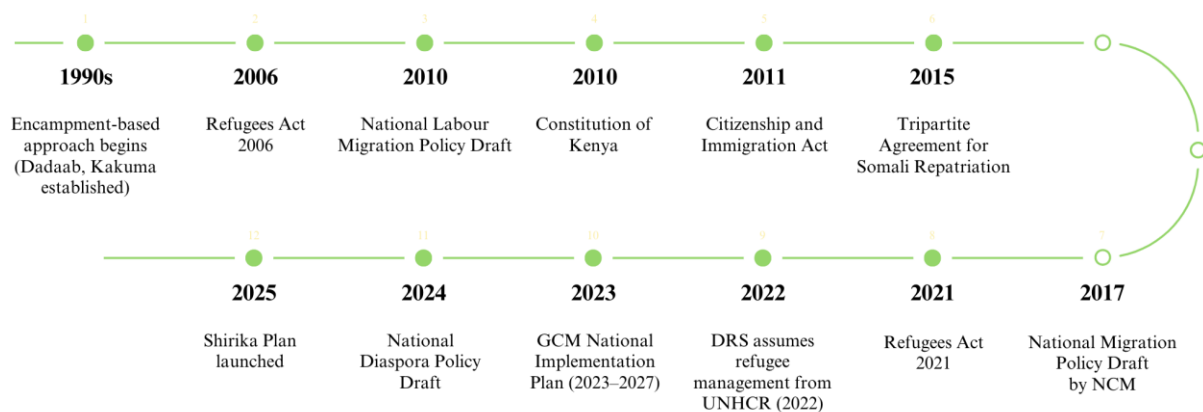 1
2
3
4
5
6
1990s
2006
2010
2010
2011
2015
Encampment-based
approach begins
(Dadaab, Kakuma
established)
Refugees Act
2006
National Labour
Migration Policy Draft
Constitution of
Kenya
Citizenship and
Immigration Act
Tripartite
Agreement for
Somali Repatriation
12
11
10
9
8
7
2025
2024
2023
2022
2021
2017
Shirika Plan
launched
National
Diaspora Policy
Draft
GCM National
Implementation
Plan (2023–2027)
DRS assumes
refugee
management from
UNHCR (2022)
Refugees Act
2021
National Migration
Policy Draft
by NCM